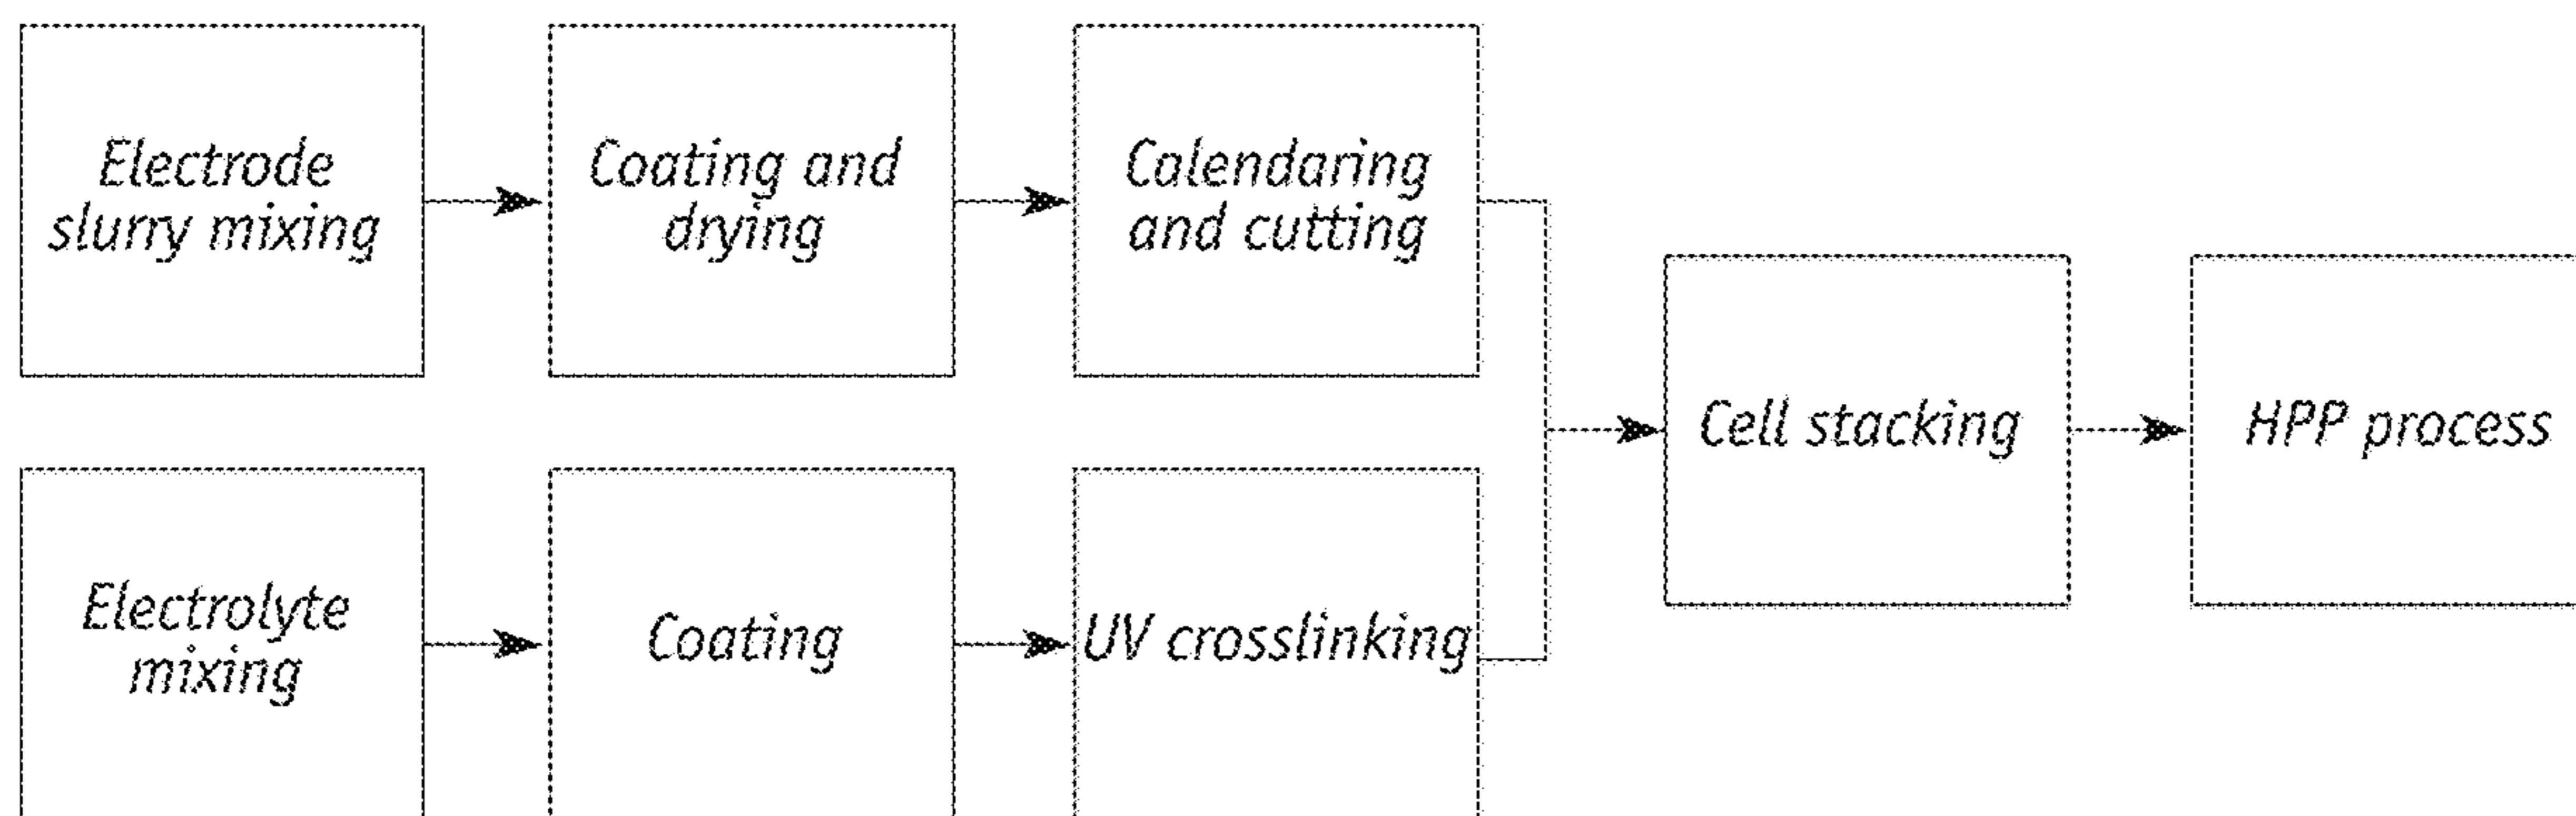 Electrode
slurry mixing
Coating and
drying
Calendaring
and cutting
Cell stacking
HPP process
Electrolyte
mixing
Coating
UV crosslinking